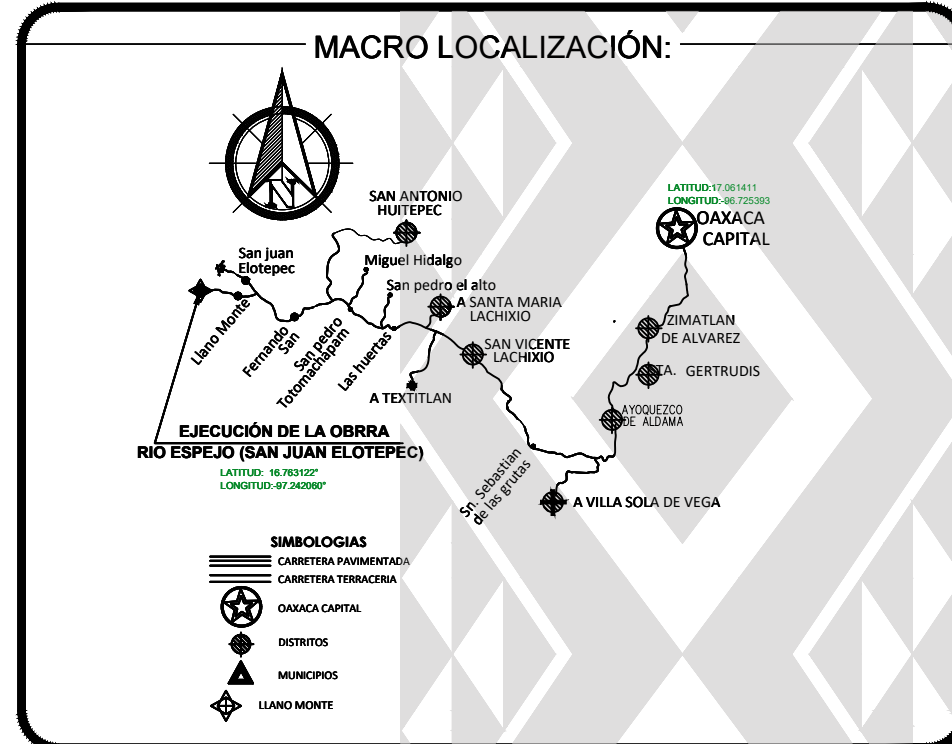 MACRO LOCALIZACIÓN:
N
SAN ANTONIO
HUITEPEC
LATITUD:17.061411
LONGITUD:-96.725393
OAXACA
CAPITAL
San juan
Elotepec
Miguel Hidalgo
San pedro el alto
A SANTA MARIA
LACHIXIO
Llano Monte
Fernando
San
San pedro
Totomachapam
Las huertas
SAN VICENTE
LACHIXIO
ZIMATLAN
DE ALVAREZ
TA. GERTRUDIS
A TEXTITLAN
AYOQUEZCO
DE ALDAMA
EJECUCIÓN DE LA OBRRA
RIO ESPEJO (SAN JUAN ELOTEPEC)
LATITUD: 16.763122°
LONGITUD:-97.242060°
Sn. Sebastian
de las grutas
A VILLA SOLA DE VEGA
SIMBOLOGIAS
CARRETERA PAVIMENTADA
CARRETERA TERRACERIA
OAXACA CAPITAL
DISTRITOS
MUNICIPIOS
LLANO MONTE